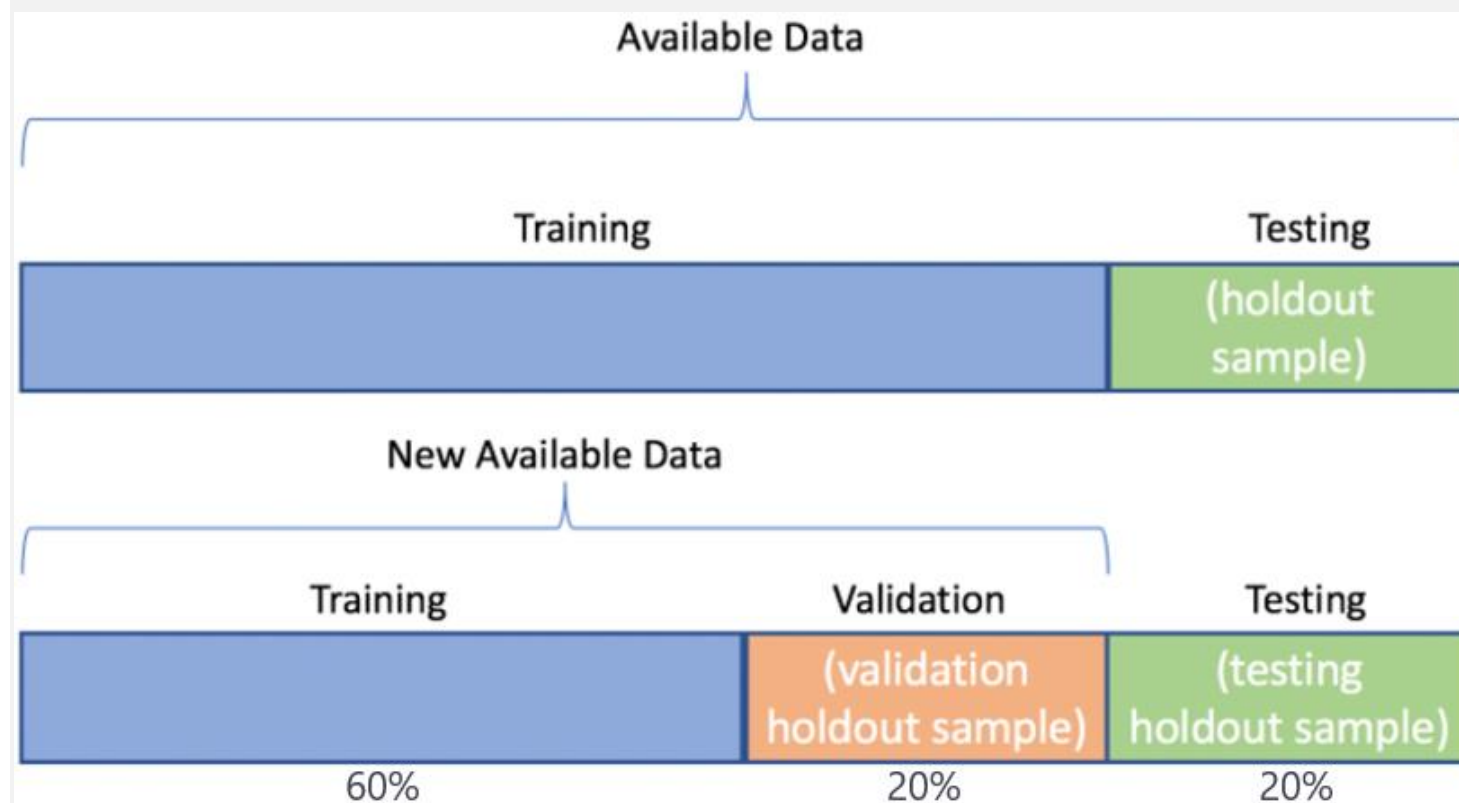 Available Data
Training Testing
(holdout
sample)
New Available Data
Training Validation Testing
(validation
holdout sample)
(testing
holdout sample)
60% 20% 20%